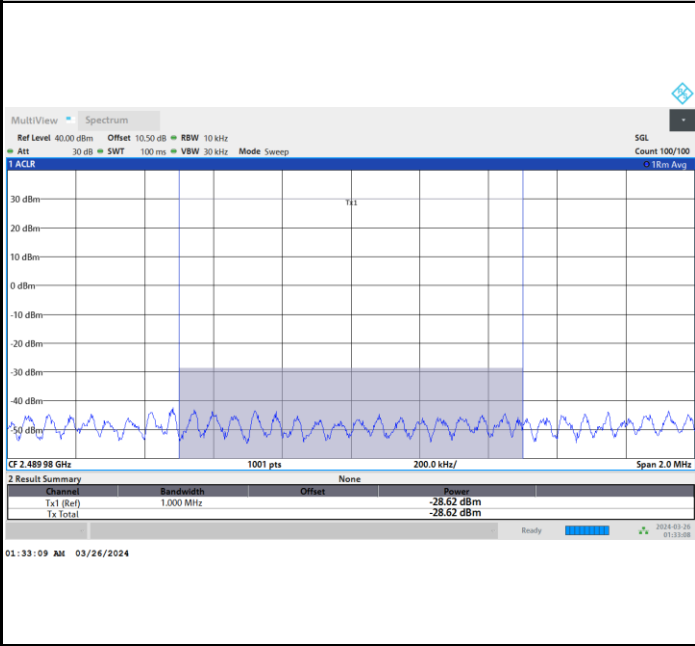 MultiView Spectrum
Ref Level 40.00 dBm Offset 10.50 dB RBW 10 kHz SGL
Att 30 dB SWT 100 ms VBW 30 kHz Mode Sweep Count 100/100
1 ACLR 1Rm Avg
Tx1
30 dBm
20 dBm
10 dBm
0 dBm
-10 dBm
-20 dBm
-30 dBm
-40 dBm
-50 dBm
CF 2.48998 GHz 1001 pts 200.0 kHz/ Span 2.0 MHz
2 Result Summary None
Channel Bandwidth Offset Power
Tx1 (Ref) 1.000 MHz -28.62 dBm
Tx Total -28.62 dBm
Ready 2024-03-26
01:33:08
01:33:09 AM 03/26/2024